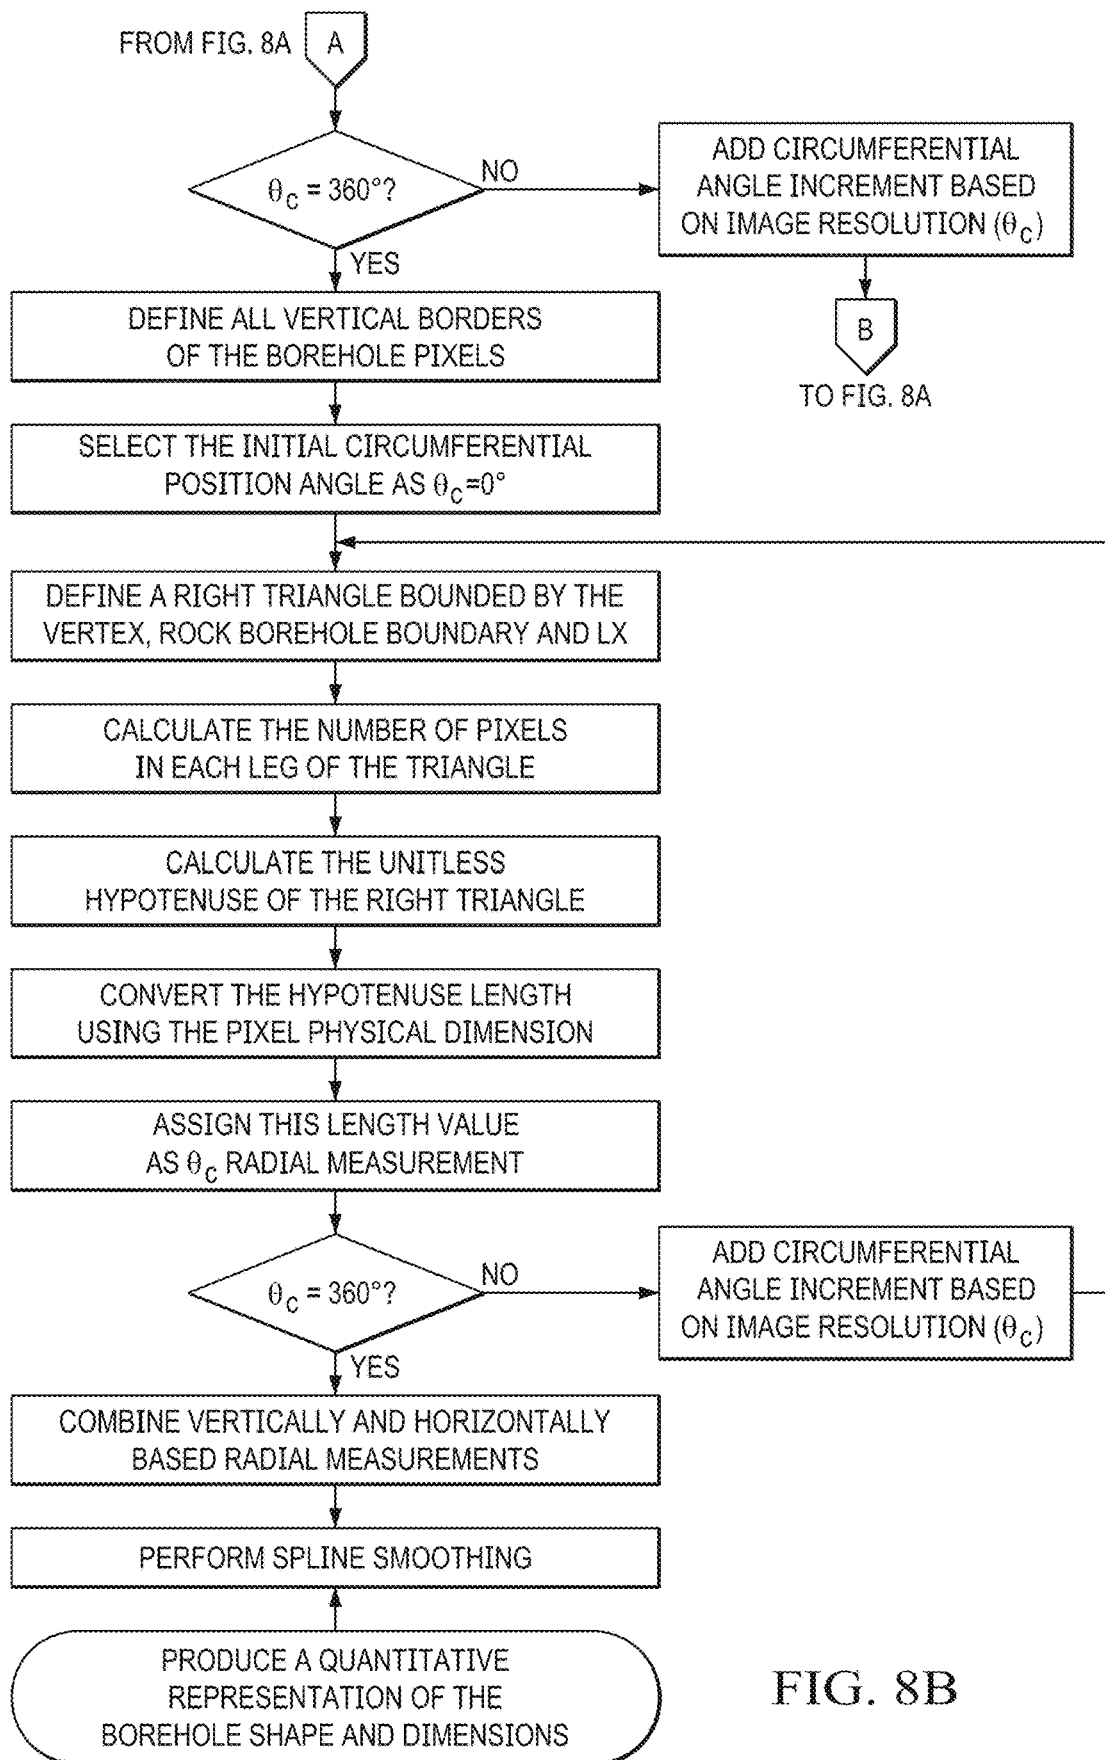 FROM FIG. 8A
A
θC = 360°?
NO
ADD CIRCUMFERENTIAL
ANGLE INCREMENT BASED
ON IMAGE RESOLUTION (θC)
B
TO FIG. 8A
YES
DEFINE ALL VERTICAL BORDERS
OF THE BOREHOLE PIXELS
SELECT THE INITIAL CIRCUMFERENTIAL
POSITION ANGLE AS θC=0°
DEFINE A RIGHT TRIANGLE BOUNDED BY THE
VERTEX, ROCK BOREHOLE BOUNDARY AND LX
CALCULATE THE NUMBER OF PIXELS
IN EACH LEG OF THE TRIANGLE
CALCULATE THE UNITLESS
HYPOTENUSE OF THE RIGHT TRIANGLE
CONVERT THE HYPOTENUSE LENGTH
USING THE PIXEL PHYSICAL DIMENSION
ASSIGN THIS LENGTH VALUE
AS θC RADIAL MEASUREMENT
θC = 360°?
NO
ADD CIRCUMFERENTIAL
ANGLE INCREMENT BASED
ON IMAGE RESOLUTION (θC)
YES
COMBINE VERTICALLY AND HORIZONTALLY
BASED RADIAL MEASUREMENTS
PERFORM SPLINE SMOOTHING
PRODUCE A QUANTITATIVE
REPRESENTATION OF THE
BOREHOLE SHAPE AND DIMENSIONS
FIG. 8B